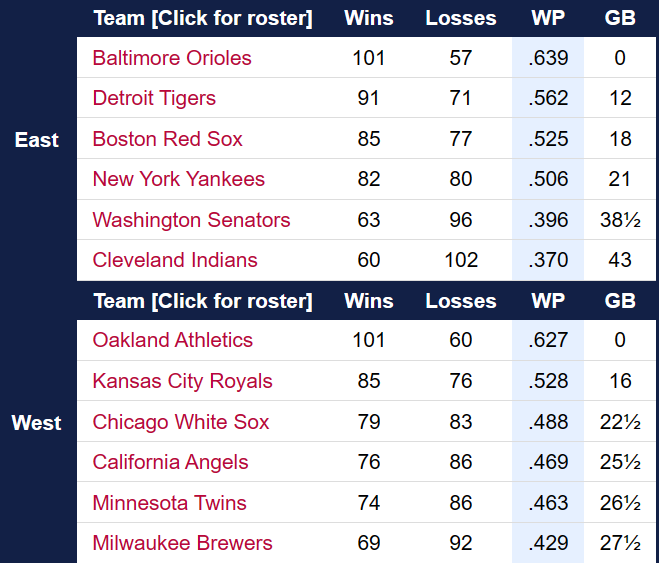 Team [Click for roster] Wins Losses WP GB
Baltimore Orioles 101 57 .639 0
Detroit Tigers 91 71 .562 12
East Boston Red Sox 85 77 .525 18
New York Yankees 82 80 .506 21
Washington Senators 63 96 .396 38½
Cleveland Indians 60 102 .370 43
Team [Click for roster] Wins Losses WP GB
Oakland Athletics 101 60 .627 0
Kansas City Royals 85 76 .528 16
West Chicago White Sox 79 83 .488 22½
California Angels 76 86 .469 25½
Minnesota Twins 74 86 .463 26½
Milwaukee Brewers 69 92 .429 27½